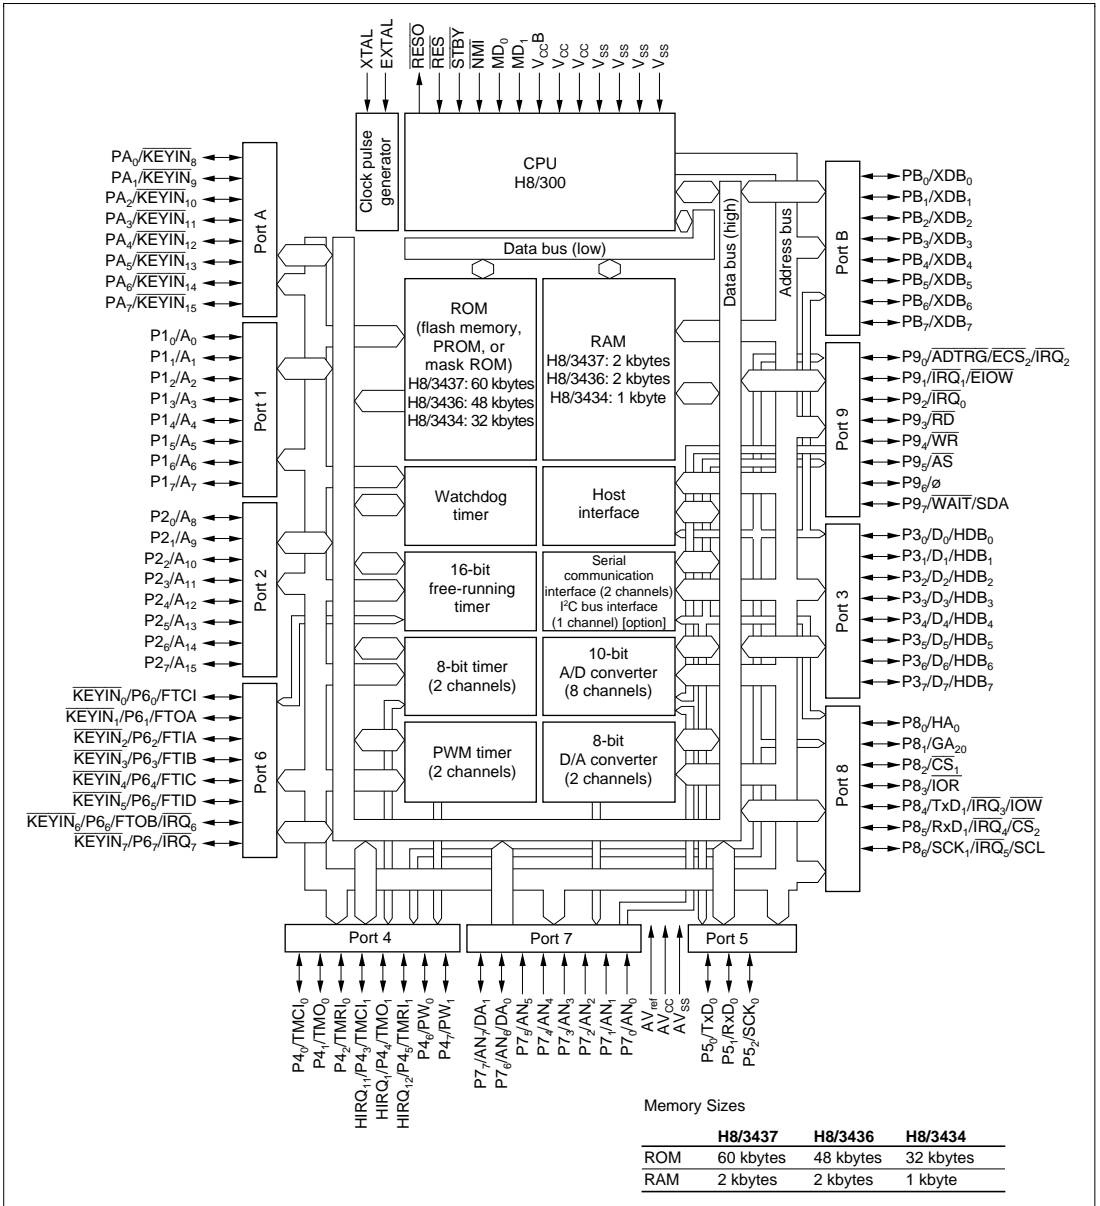 XTAL
EXTAL
RESO
RES
STBY
NMI
MD0
MD1
VCCB
VCC
VCC
VSS
VSS
VSS
VSS
Clock pulse
generator
CPU
H8/300
Data bus (low)
Data bus (high)
Address bus
PA0/KEYIN8
PA1/KEYIN9
PA2/KEYIN10
PA3/KEYIN11
PA4/KEYIN12
PA5/KEYIN13
PA6/KEYIN14
PA7/KEYIN15
Port A
P10/A0
P11/A1
P12/A2
P13/A3
P14/A4
P15/A5
P16/A6
P17/A7
Port 1
P20/A8
P21/A9
P22/A10
P23/A11
P24/A12
P25/A13
P26/A14
P27/A15
Port 2
KEYIN0/P60/FTCI
KEYIN1/P61/FTOA
KEYIN2/P62/FTIA
KEYIN3/P63/FTIB
KEYIN4/P64/FTIC
KEYIN5/P65/FTID
KEYIN6/P66/FTOB/IRQ6
KEYIN7/P67/IRQ7
Port 6
ROM
(flash memory,
PROM, or
mask ROM)
H8/3437: 60 kbytes
H8/3436: 48 kbytes
H8/3434: 32 kbytes
RAM
H8/3437: 2 kbytes
H8/3436: 2 kbytes
H8/3434: 1 kbyte
Watchdog
timer
Host
interface
16-bit
free-running
timer
Serial
communication
interface (2 channels)
I²C bus interface
(1 channel) [option]
8-bit timer
(2 channels)
10-bit
A/D converter
(8 channels)
PWM timer
(2 channels)
8-bit
D/A converter
(2 channels)
Port B
PB0/XDB0
PB1/XDB1
PB2/XDB2
PB3/XDB3
PB4/XDB4
PB5/XDB5
PB6/XDB6
PB7/XDB7
Port 9
P90/ADTRG/ECS2/IRQ2
P91/IRQ1/EIOW
P92/IRQ0
P93/RD
P94/WR
P95/AS
P96/ø
P97/WAIT/SDA
Port 3
P30/D0/HDB0
P31/D1/HDB1
P32/D2/HDB2
P33/D3/HDB3
P34/D4/HDB4
P35/D5/HDB5
P36/D6/HDB6
P37/D7/HDB7
Port 8
P80/HA0
P81/GA20
P82/CS1
P83/IOR
P84/TxD1/IRQ3/IOW
P85/RxD1/IRQ4/CS2
P86/SCK1/IRQ5/SCL
Port 4
Port 7
Port 5
P40/TMCI0
P41/TMO0
P42/TMRI0
HIRQ11/P43/TMCI1
HIRQ1/P44/TMO1
HIRQ12/P45/TMRI1
P46/PW0
P47/PW1
P77/AN7/DA1
P76/AN6/DA0
P75/AN5
P74/AN4
P73/AN3
P72/AN2
P71/AN1
P70/AN0
AVref
AVCC
AVSS
P50/TxD0
P51/RxD0
P52/SCK0
Memory Sizes
H8/3437 H8/3436 H8/3434
ROM 60 kbytes 48 kbytes 32 kbytes
RAM 2 kbytes 2 kbytes 1 kbyte